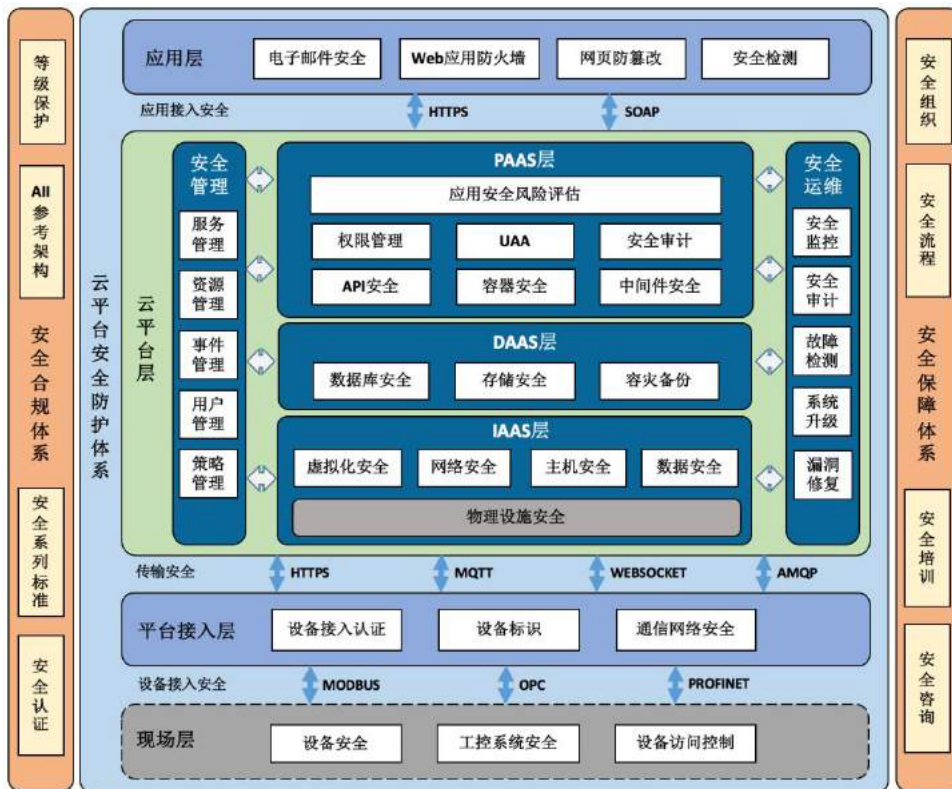 等级保护
AII参考架构
安全合规体系
安全系列标准
安全认证
云平台安全防护体系
应用层
电子邮件安全
Web应用防火墙
网页防篡改
安全检测
应用接入安全
HTTPS
SOAP
云平台层
安全
管理
服务
管理
资源
管理
事件
管理
用户
管理
策略
管理
PAAS层
应用安全风险评估
权限管理
UAA
安全审计
API安全
容器安全
中间件安全
DAAS层
数据库安全
存储安全
容灾备份
IAAS层
虚拟化安全
网络安全
主机安全
数据安全
物理设施安全
安全
运维
安全
监控
安全
审计
故障
检测
系统
升级
漏洞
修复
传输安全
HTTPS
MQTT
WEBSOCKET
AMQP
平台接入层
设备接入认证
设备标识
通信网络安全
设备接入安全
MODBUS
OPC
PROFINET
现场层
设备安全
工控系统安全
设备访问控制
安全组织
安全流程
安全保障体系
安全培训
安全咨询